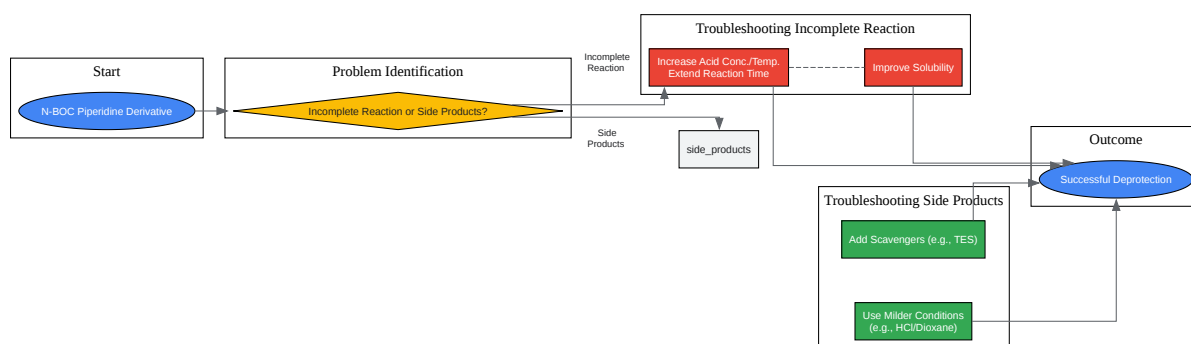 Start
N-BOC Piperidine Derivative
Problem Identification
Incomplete Reaction or Side Products?
Incomplete
Reaction
Side
Products
Troubleshooting Incomplete Reaction
Increase Acid Conc./Temp.
Extend Reaction Time
Improve Solubility
side_products
Troubleshooting Side Products
Add Scavengers (e.g., TES)
Use Milder Conditions
(e.g., HCl/Dioxane)
Outcome
Successful Deprotection